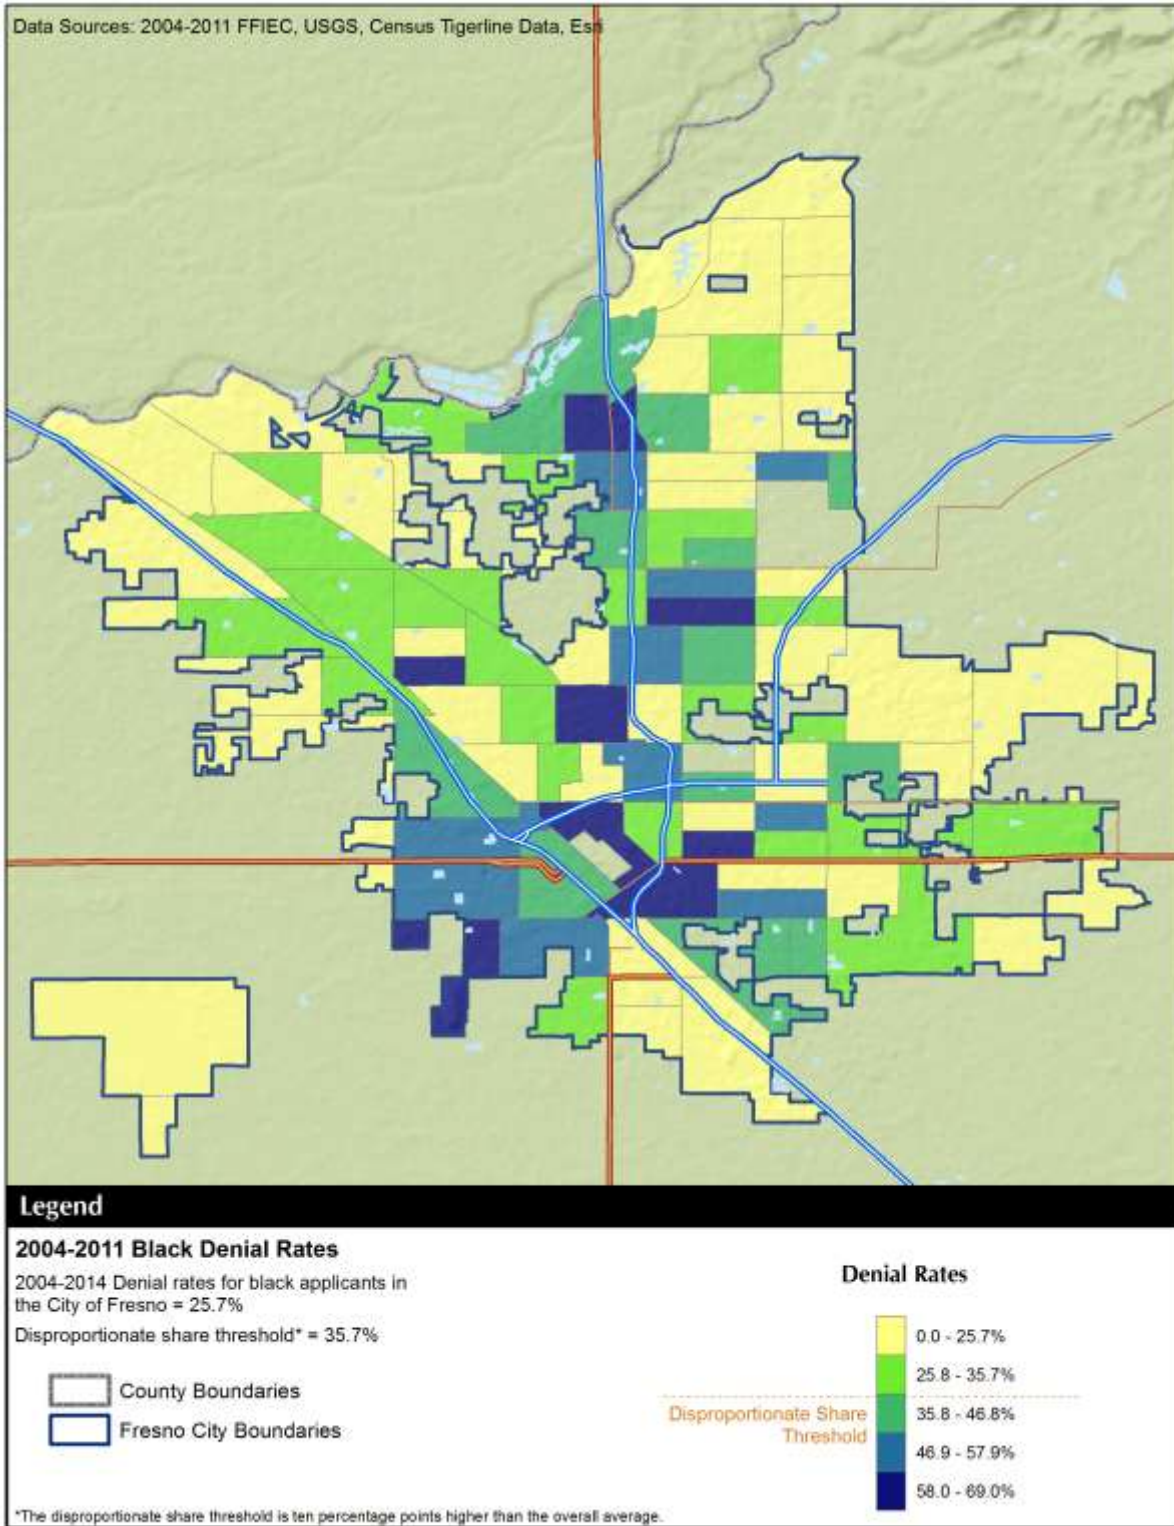 Data Sources: 2004-2011 FFIEC, USGS, Census Tigerline Data, Esri
Legend
2004-2011 Black Denial Rates
2004-2014 Denial rates for black applicants in
the City of Fresno = 25.7%
Disproportionate share threshold* = 35.7%
County Boundaries
Fresno City Boundaries
Denial Rates
0.0 - 25.7%
25.8 - 35.7%
Disproportionate Share
Threshold
35.8 - 46.8%
46.9 - 57.9%
58.0 - 69.0%
*The disproportionate share threshold is ten percentage points higher than the overall average.